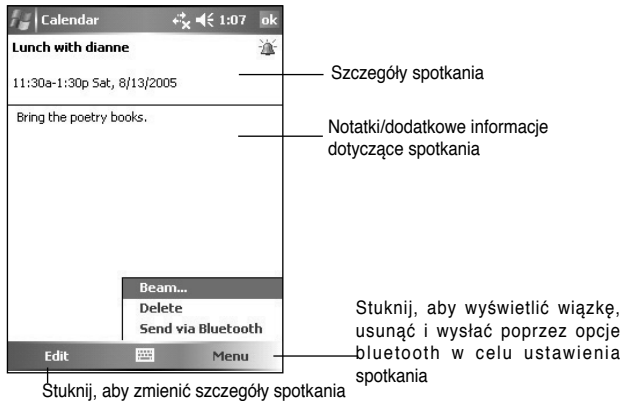 Calendar 1:07 ok
Lunch with dianne
11:30a-1:30p Sat, 8/13/2005
Szczegóły spotkania
Bring the poetry books.
Notatki/dodatkowe informacje
dotyczące spotkania
Beam...
Delete
Send via Bluetooth
Edit Menu
Stuknij, aby wyświetlić wiązkę,
usunąć i wysłać poprzez opcje
bluetooth w celu ustawienia
spotkania
Stuknij, aby zmienić szczegóły spotkania